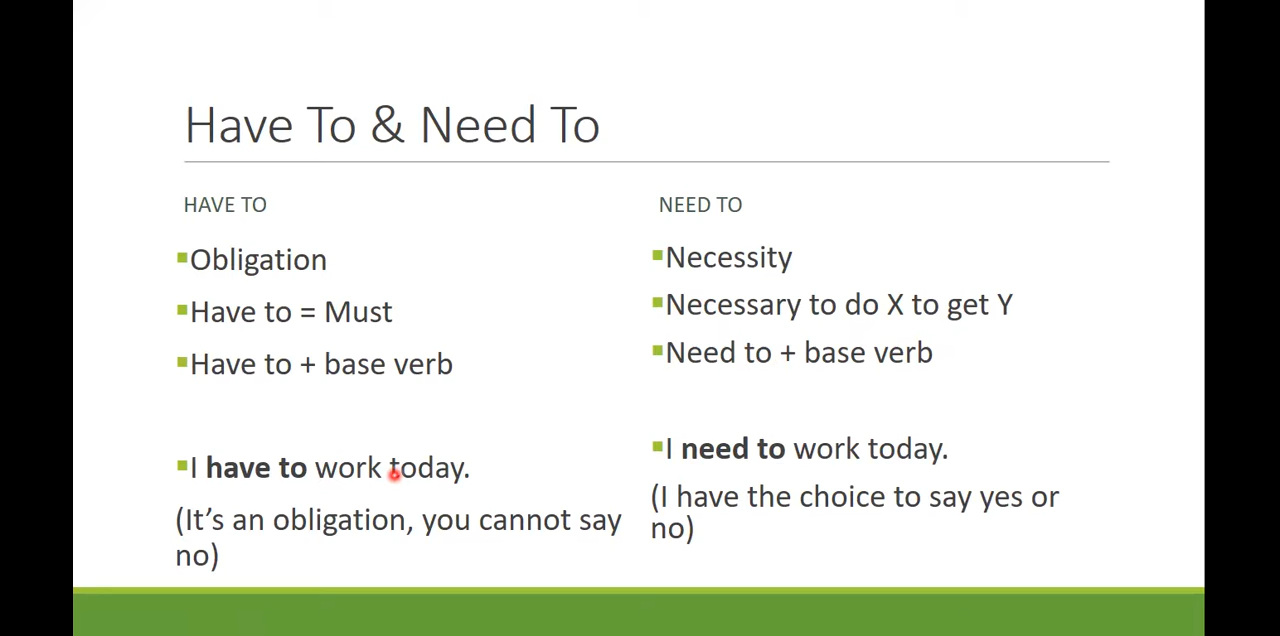 Have To & Need To
HAVE TO
▪Obligation
▪Have to = Must
▪Have to + base verb
▪I have to work today.
(It’s an obligation, you cannot say
no)
NEED TO
▪Necessity
▪Necessary to do X to get Y
▪Need to + base verb
▪I need to work today.
(I have the choice to say yes or
no)